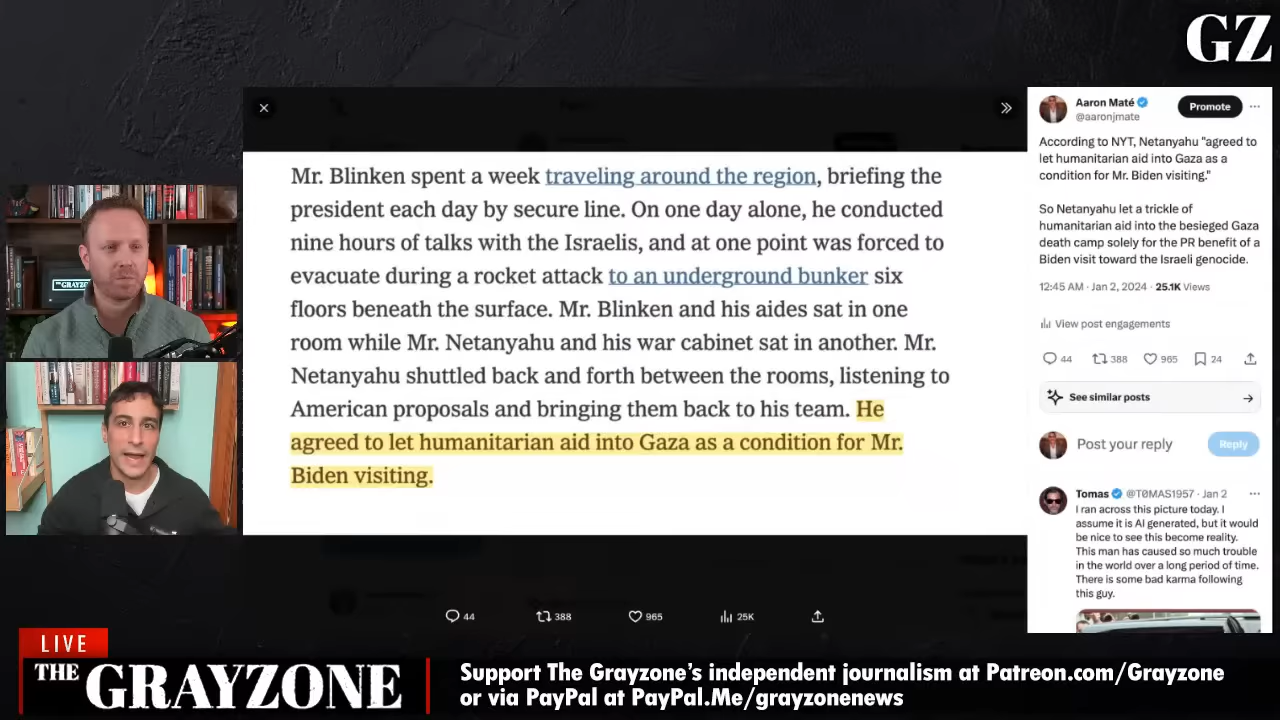 GZ
Mr. Blinken spent a week traveling around the region, briefing the
president each day by secure line. On one day alone, he conducted
nine hours of talks with the Israelis, and at one point was forced to
evacuate during a rocket attack to an underground bunker six
floors beneath the surface. Mr. Blinken and his aides sat in one
room while Mr. Netanyahu and his war cabinet sat in another. Mr.
Netanyahu shuttled back and forth between the rooms, listening to
American proposals and bringing them back to his team. He
agreed to let humanitarian aid into Gaza as a condition for Mr.
Biden visiting.
44 388 965 25K
Aaron Maté
@aaronjmate
Promote
According to NYT, Netanyahu "agreed to
let humanitarian aid into Gaza as a
condition for Mr. Biden visiting."
So Netanyahu let a trickle of
humanitarian aid into the besieged Gaza
death camp solely for the PR benefit of a
Biden visit toward the Israeli genocide.
12:45 AM · Jan 2, 2024 · 25.1K Views
View post engagements
44 388 965 24
See similar posts
Post your reply
Reply
Tomas @T0MAS1957 · Jan 2
I ran across this picture today. I
assume it is AI generated, but it would
be nice to see this become reality.
This man has caused so much trouble
in the world over a long period of time.
There is some bad karma following
this guy.
LIVE
THE GRAYZONE
Support The Grayzone's independent journalism at Patreon.com/Grayzone
or via PayPal at PayPal.Me/grayzonenews